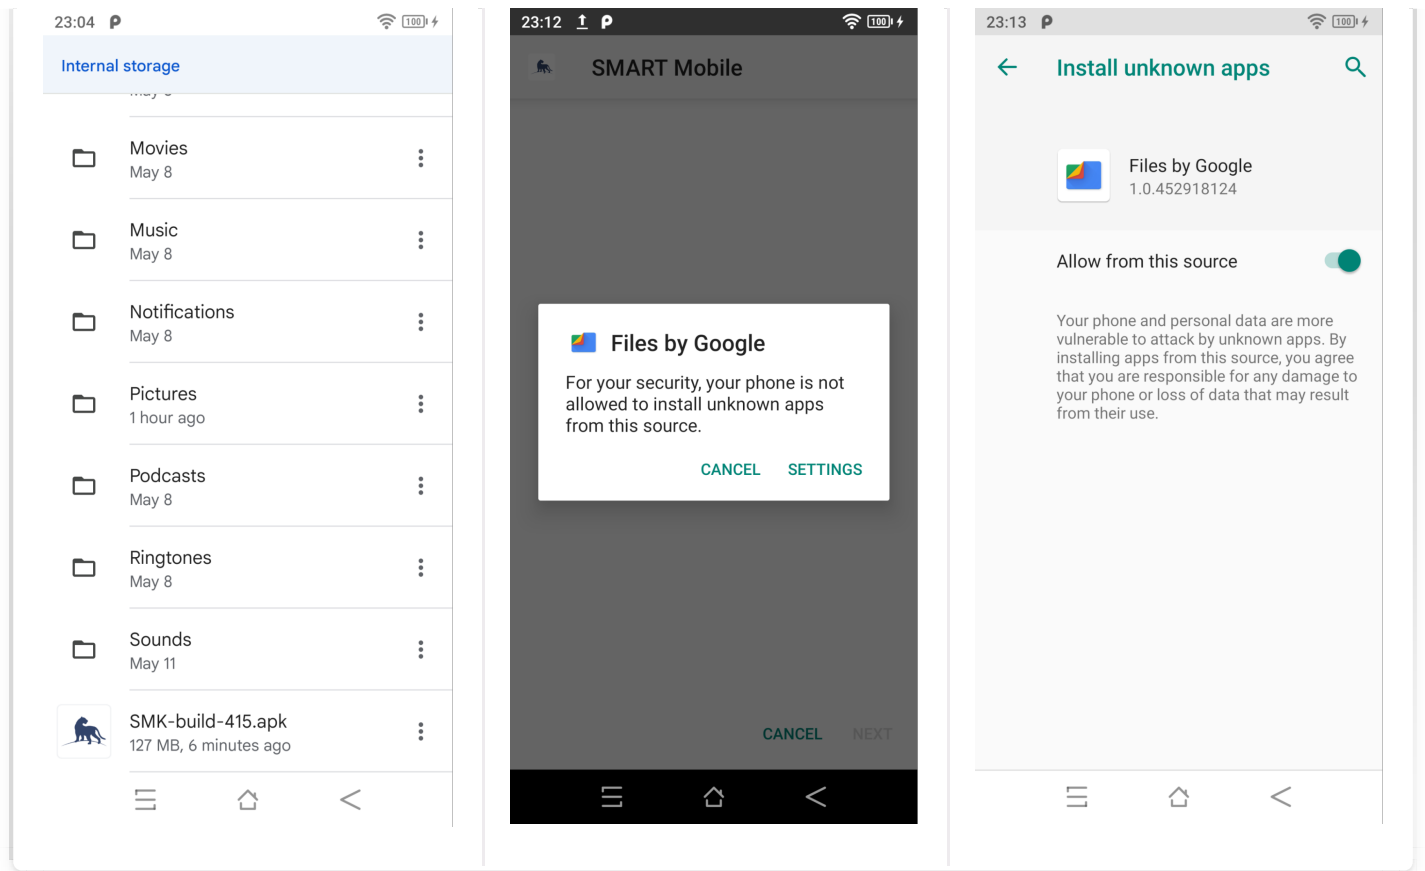 23:04
100
Internal storage
Movies
May 8
Music
May 8
Notifications
May 8
Pictures
1 hour ago
Podcasts
May 8
Ringtones
May 8
Sounds
May 11
SMK-build-415.apk
127 MB, 6 minutes ago
23:12
100
SMART Mobile
Files by Google
For your security, your phone is not
allowed to install unknown apps
from this source.
CANCEL SETTINGS
CANCEL NEXT
23:13
100
Install unknown apps
Files by Google
1.0.452918124
Allow from this source
Your phone and personal data are more
vulnerable to attack by unknown apps. By
installing apps from this source, you agree
that you are responsible for any damage to
your phone or loss of data that may result
from their use.